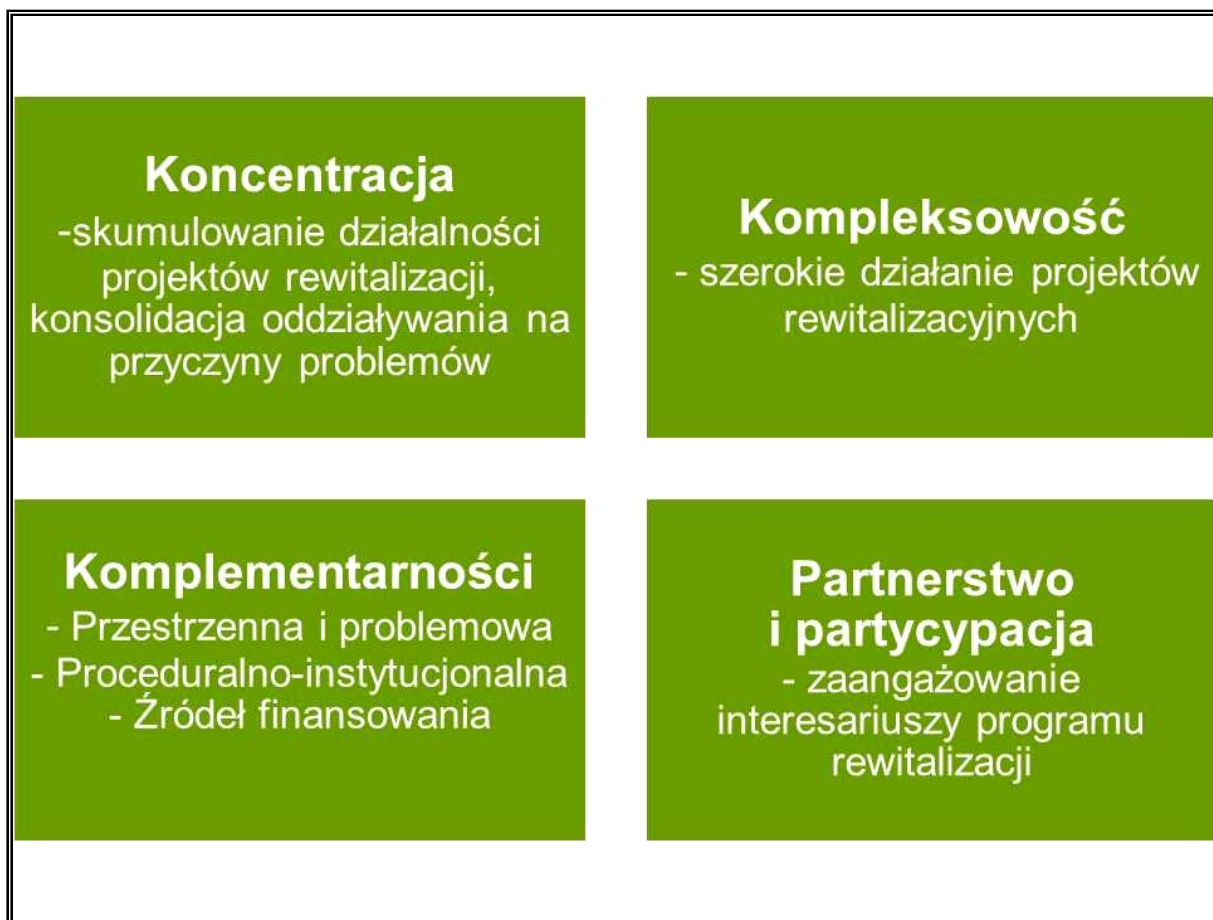 Koncentracja
-skumulowanie działalności
projektów rewitalizacji,
konsolidacja oddziaływania na
przyczyny problemów
Kompleksowość
- szerokie działanie projektów
rewitalizacyjnych
Komplementarności
- Przestrzenna i problemowa
- Proceduralno-instytucjonalna
- Źródeł finansowania
Partnerstwo
i partycypacja
- zaangażowanie
interesariuszy programu
rewitalizacji